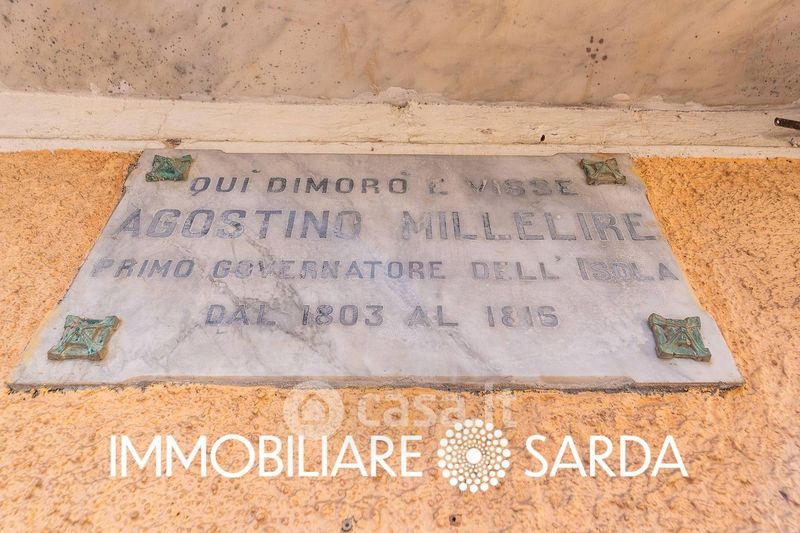 QUI' DIMORÒ E VISSE
AGOSTINO MILLELIRE
PRIMO GOVERNATORE DELL'ISOLA
DAL 1803 AL 1816
casa.it
IMMOBILIARE SARDA